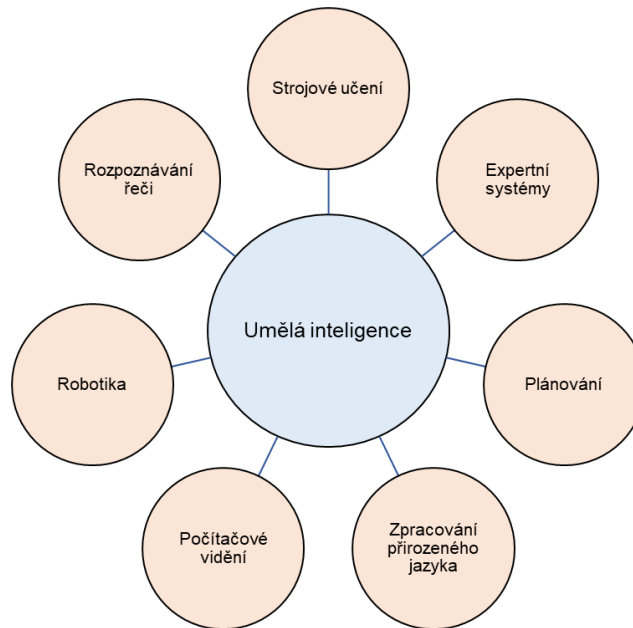 Strojové učení
Rozpoznávání
řeči
Expertní
systémy
Umělá inteligence
Robotika
Plánování
Počítačové
vidění
Zpracování
přirozeného
jazyka